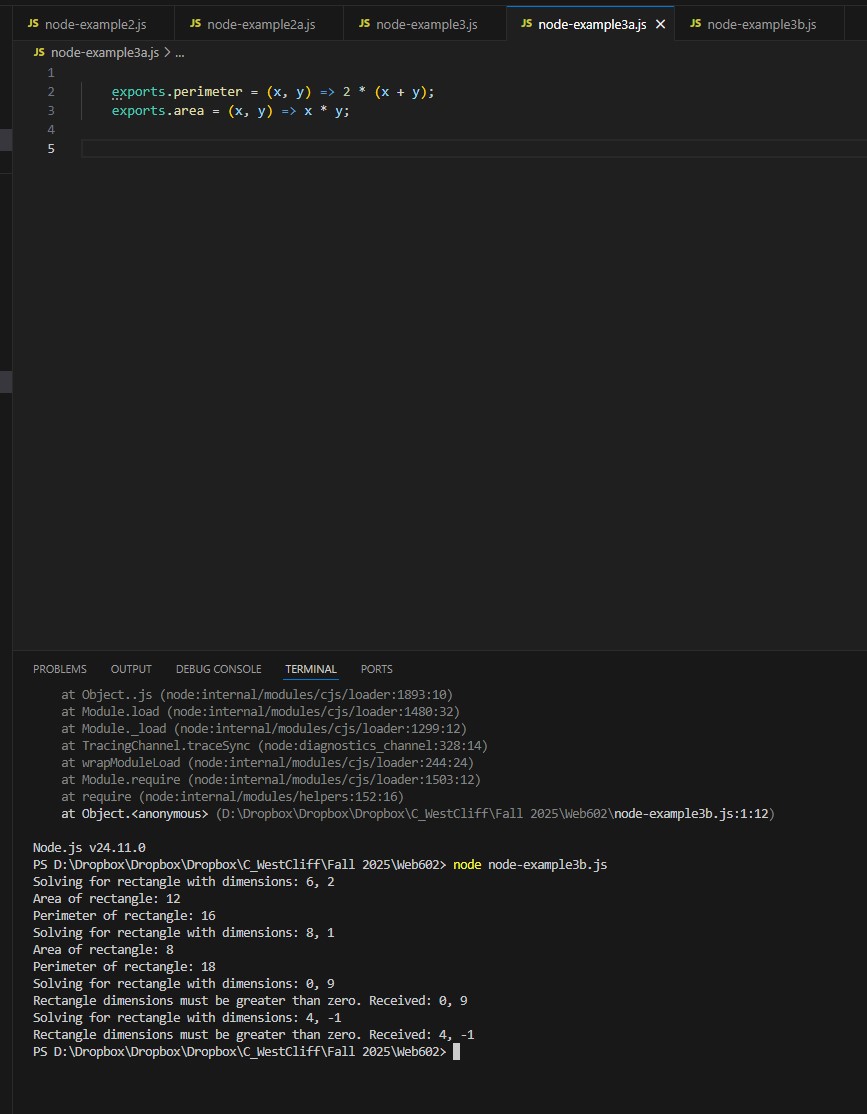 JS node-example2.js JS node-example2a.js JS node-example3.js JS node-example3a.js × JS node-example3b.js
JS node-example3a.js > ...
1
2 exports.perimeter = (x, y) => 2 * (x + y);
3 exports.area = (x, y) => x * y;
4
5
PROBLEMS OUTPUT DEBUG CONSOLE TERMINAL PORTS
at Object..js (node:internal/modules/cjs/loader:1893:10)
at Module.load (node:internal/modules/cjs/loader:1480:32)
at Module._load (node:internal/modules/cjs/loader:1299:12)
at TracingChannel.traceSync (node:diagnostics_channel:328:14)
at wrapModuleLoad (node:internal/modules/cjs/loader:244:24)
at Module.require (node:internal/modules/cjs/loader:1503:12)
at require (node:internal/modules/helpers:152:16)
at Object.<anonymous> (D:\Dropbox\Dropbox\Dropbox\C_WestCliff\Fall 2025\Web602\node-example3b.js:1:12)
Node.js v24.11.0
PS D:\Dropbox\Dropbox\Dropbox\C_WestCliff\Fall 2025\Web602> node node-example3b.js
Solving for rectangle with dimensions: 6, 2
Area of rectangle: 12
Perimeter of rectangle: 16
Solving for rectangle with dimensions: 8, 1
Area of rectangle: 8
Perimeter of rectangle: 18
Solving for rectangle with dimensions: 0, 9
Rectangle dimensions must be greater than zero. Received: 0, 9
Solving for rectangle with dimensions: 4, -1
Rectangle dimensions must be greater than zero. Received: 4, -1
PS D:\Dropbox\Dropbox\Dropbox\C_WestCliff\Fall 2025\Web602>